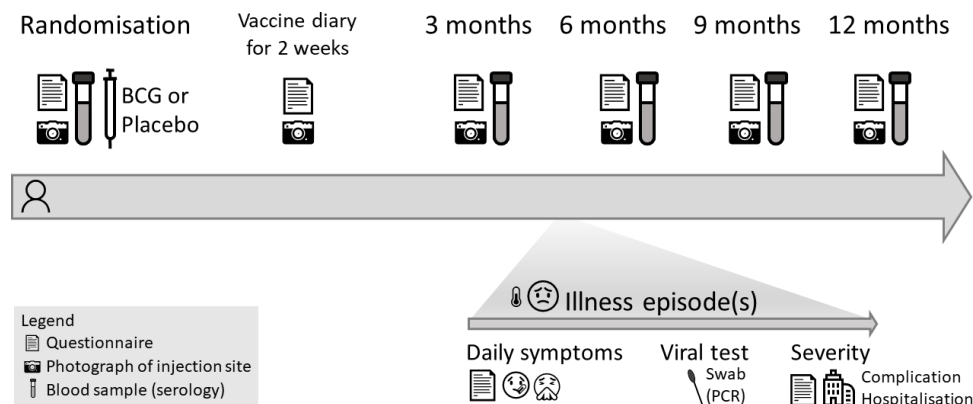 Randomisation
Vaccine diary
for 2 weeks
3 months
6 months
9 months
12 months
BCG or
Placebo
Illness episode(s)
Legend
Questionnaire
Photograph of injection site
Blood sample (serology)
Daily symptoms
Viral test
Swab
(PCR)
Severity
Complication
Hospitalisation